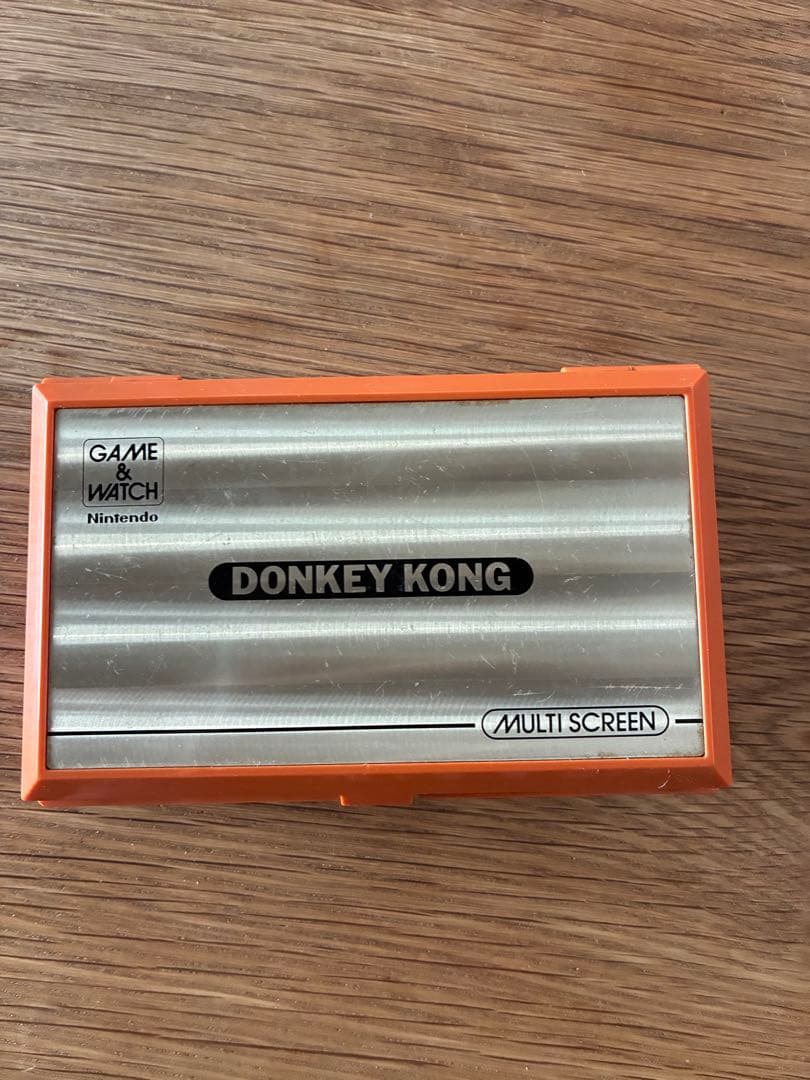 GAME
&
WATCH
Nintendo
DONKEY KONG
MULTI SCREEN